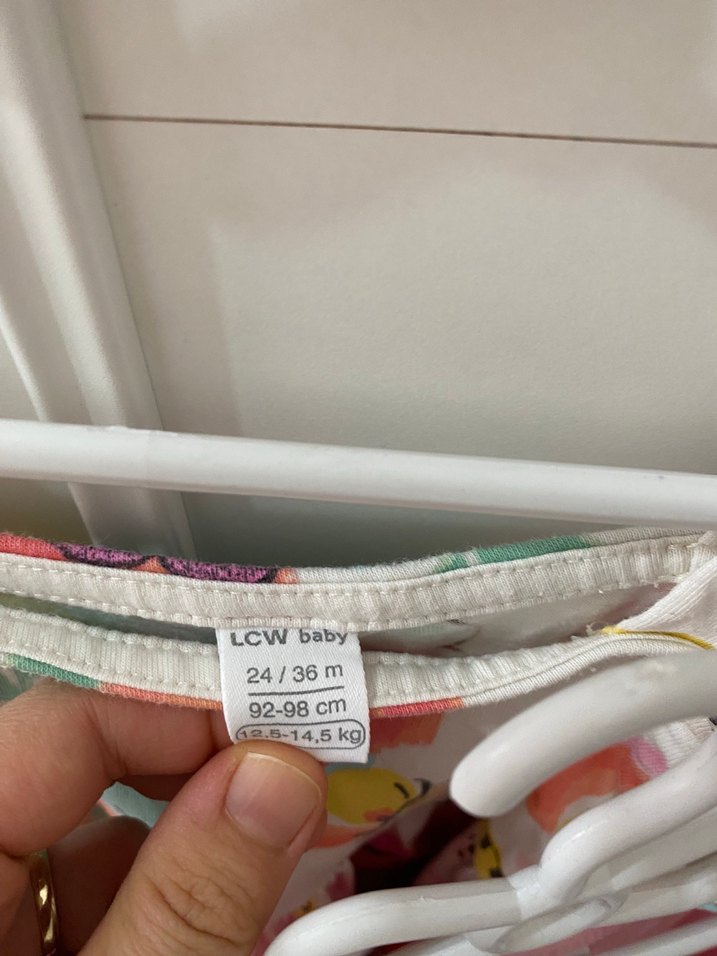 LCW baby
24 / 36 m
92-98 cm
12,5-14,5 kg